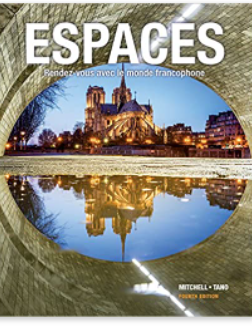 ESPACES
Rendez-vous avec le monde francophone
MITCHELL • TANO
FOURTH EDITION